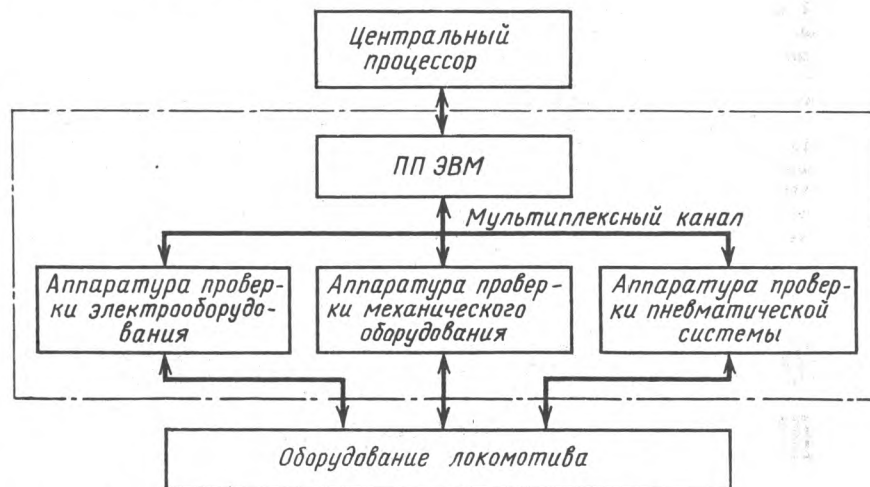 Центральный
процессор
ПП ЭВМ
Мультиплексный канал
Аппаратура провер-
ки электрооборудо-
вания
Аппаратура провер-
ки механического
оборудования
Аппаратура провер-
ки пневматической
системы
Оборудование локомотива